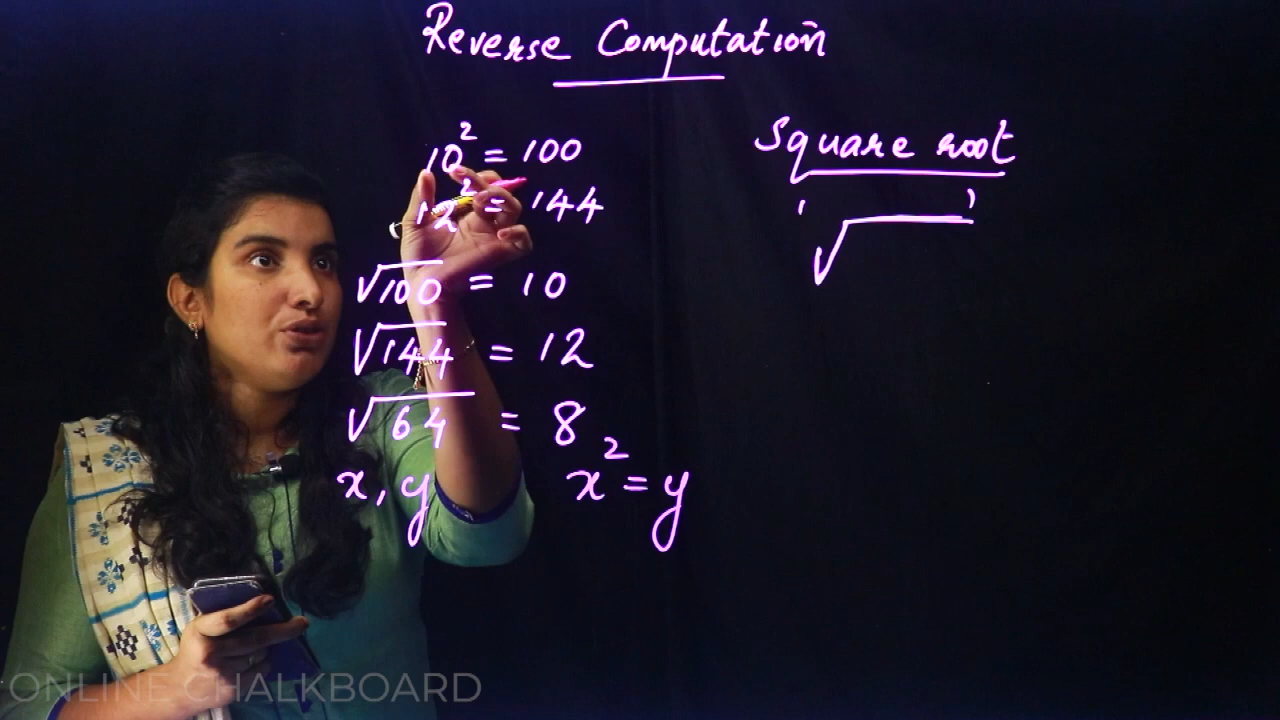 Reverse Computation
10² = 100
12² = 144
√100 = 10
√144 = 12
√64 = 8
x, y x² = y
Square root
' '
√
ONLINE CHALKBOARD